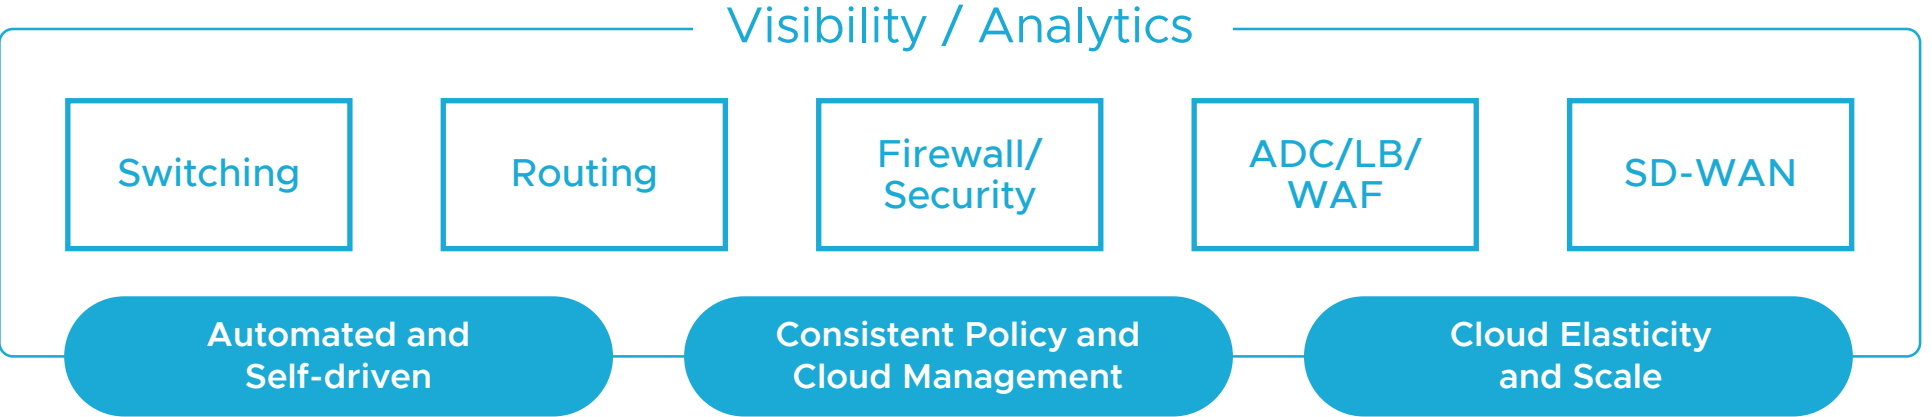 Visibility / Analytics
Switching
Routing
Firewall/
Security
ADC/LB/
WAF
SD-WAN
Automated and
Self-driven
Consistent Policy and
Cloud Management
Cloud Elasticity
and Scale